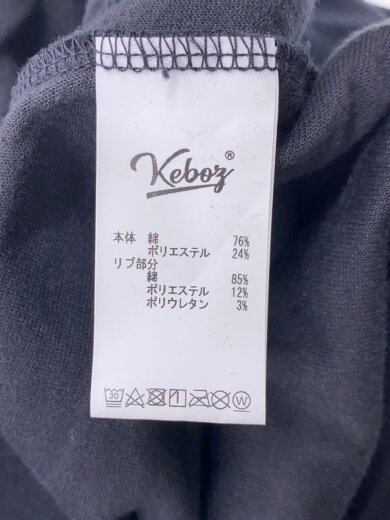 Keboz®
本体 綿 76%
ポリエステル 24%
リブ部分
綿 85%
ポリエステル 12%
ポリウレタン 3%
30 W